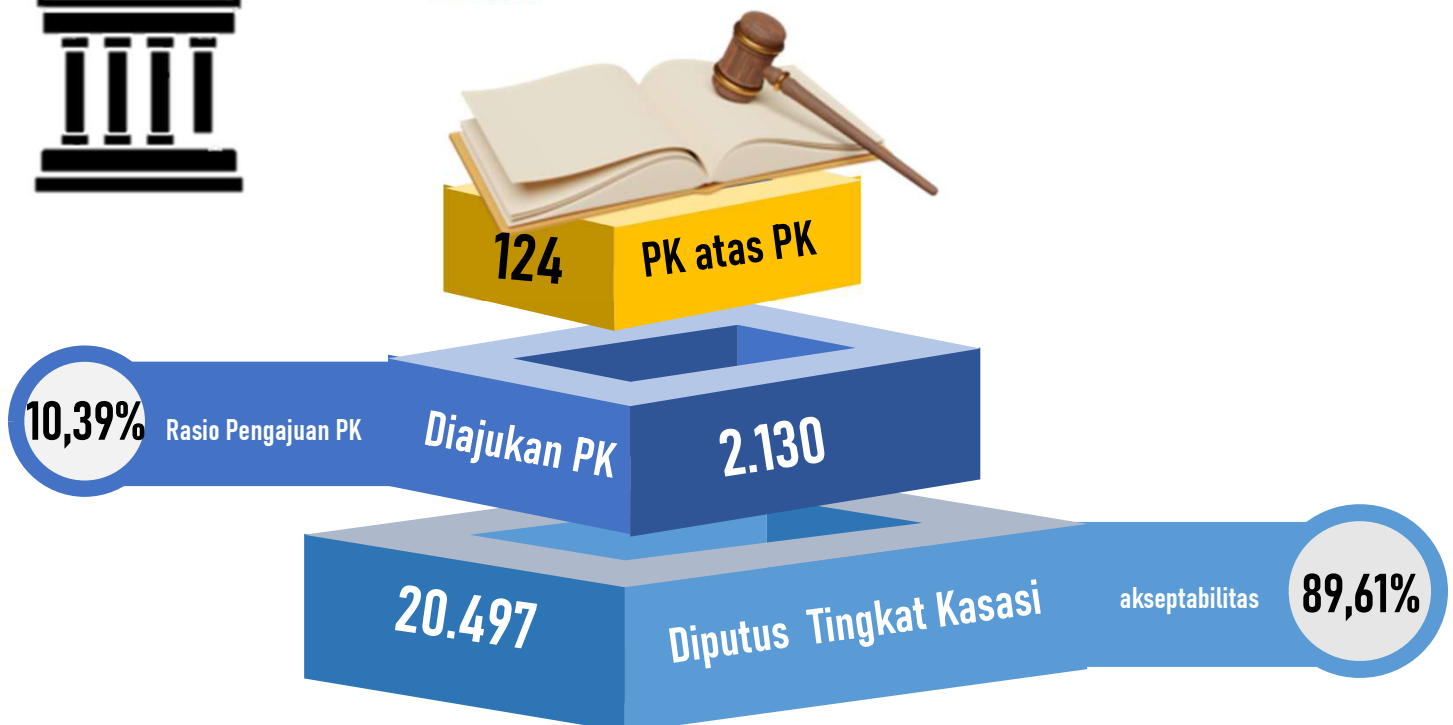 124
PK atas PK
10,39%
Rasio Pengajuan PK
Diajukan PK
2.130
20.497
Diputus Tingkat Kasasi
akseptabilitas
89,61%